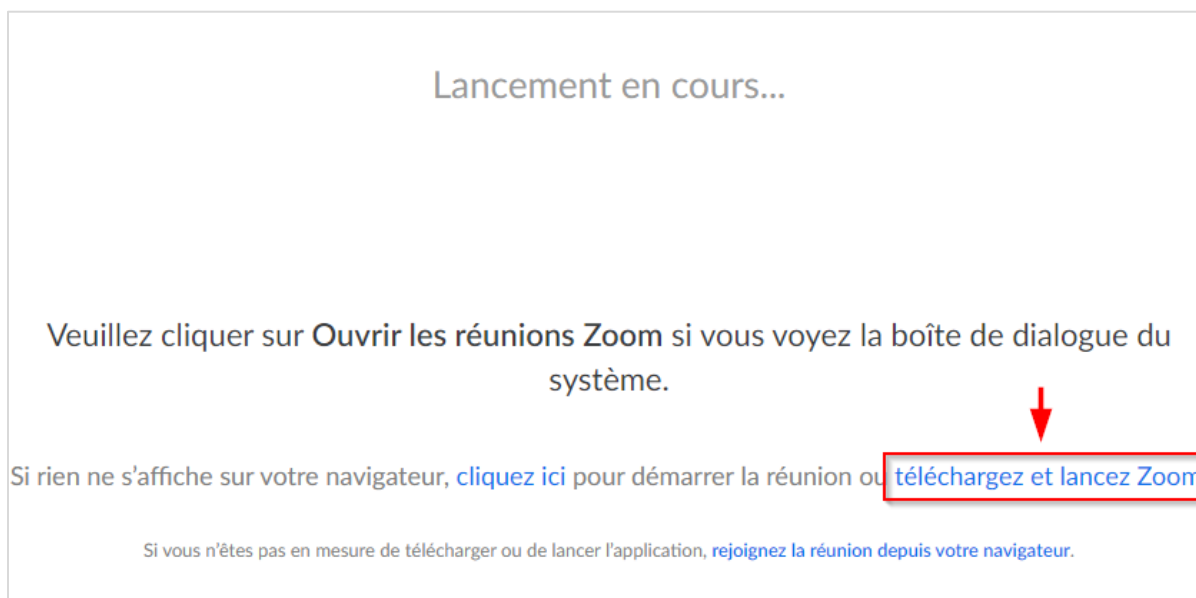 Lancement en cours...
Veuillez cliquer sur Ouvrir les réunions Zoom si vous voyez la boîte de dialogue du
système.
Si rien ne s’affiche sur votre navigateur, cliquez ici pour démarrer la réunion ou téléchargez et lancez Zoom
Si vous n’êtes pas en mesure de télécharger ou de lancer l’application, rejoignez la réunion depuis votre navigateur.